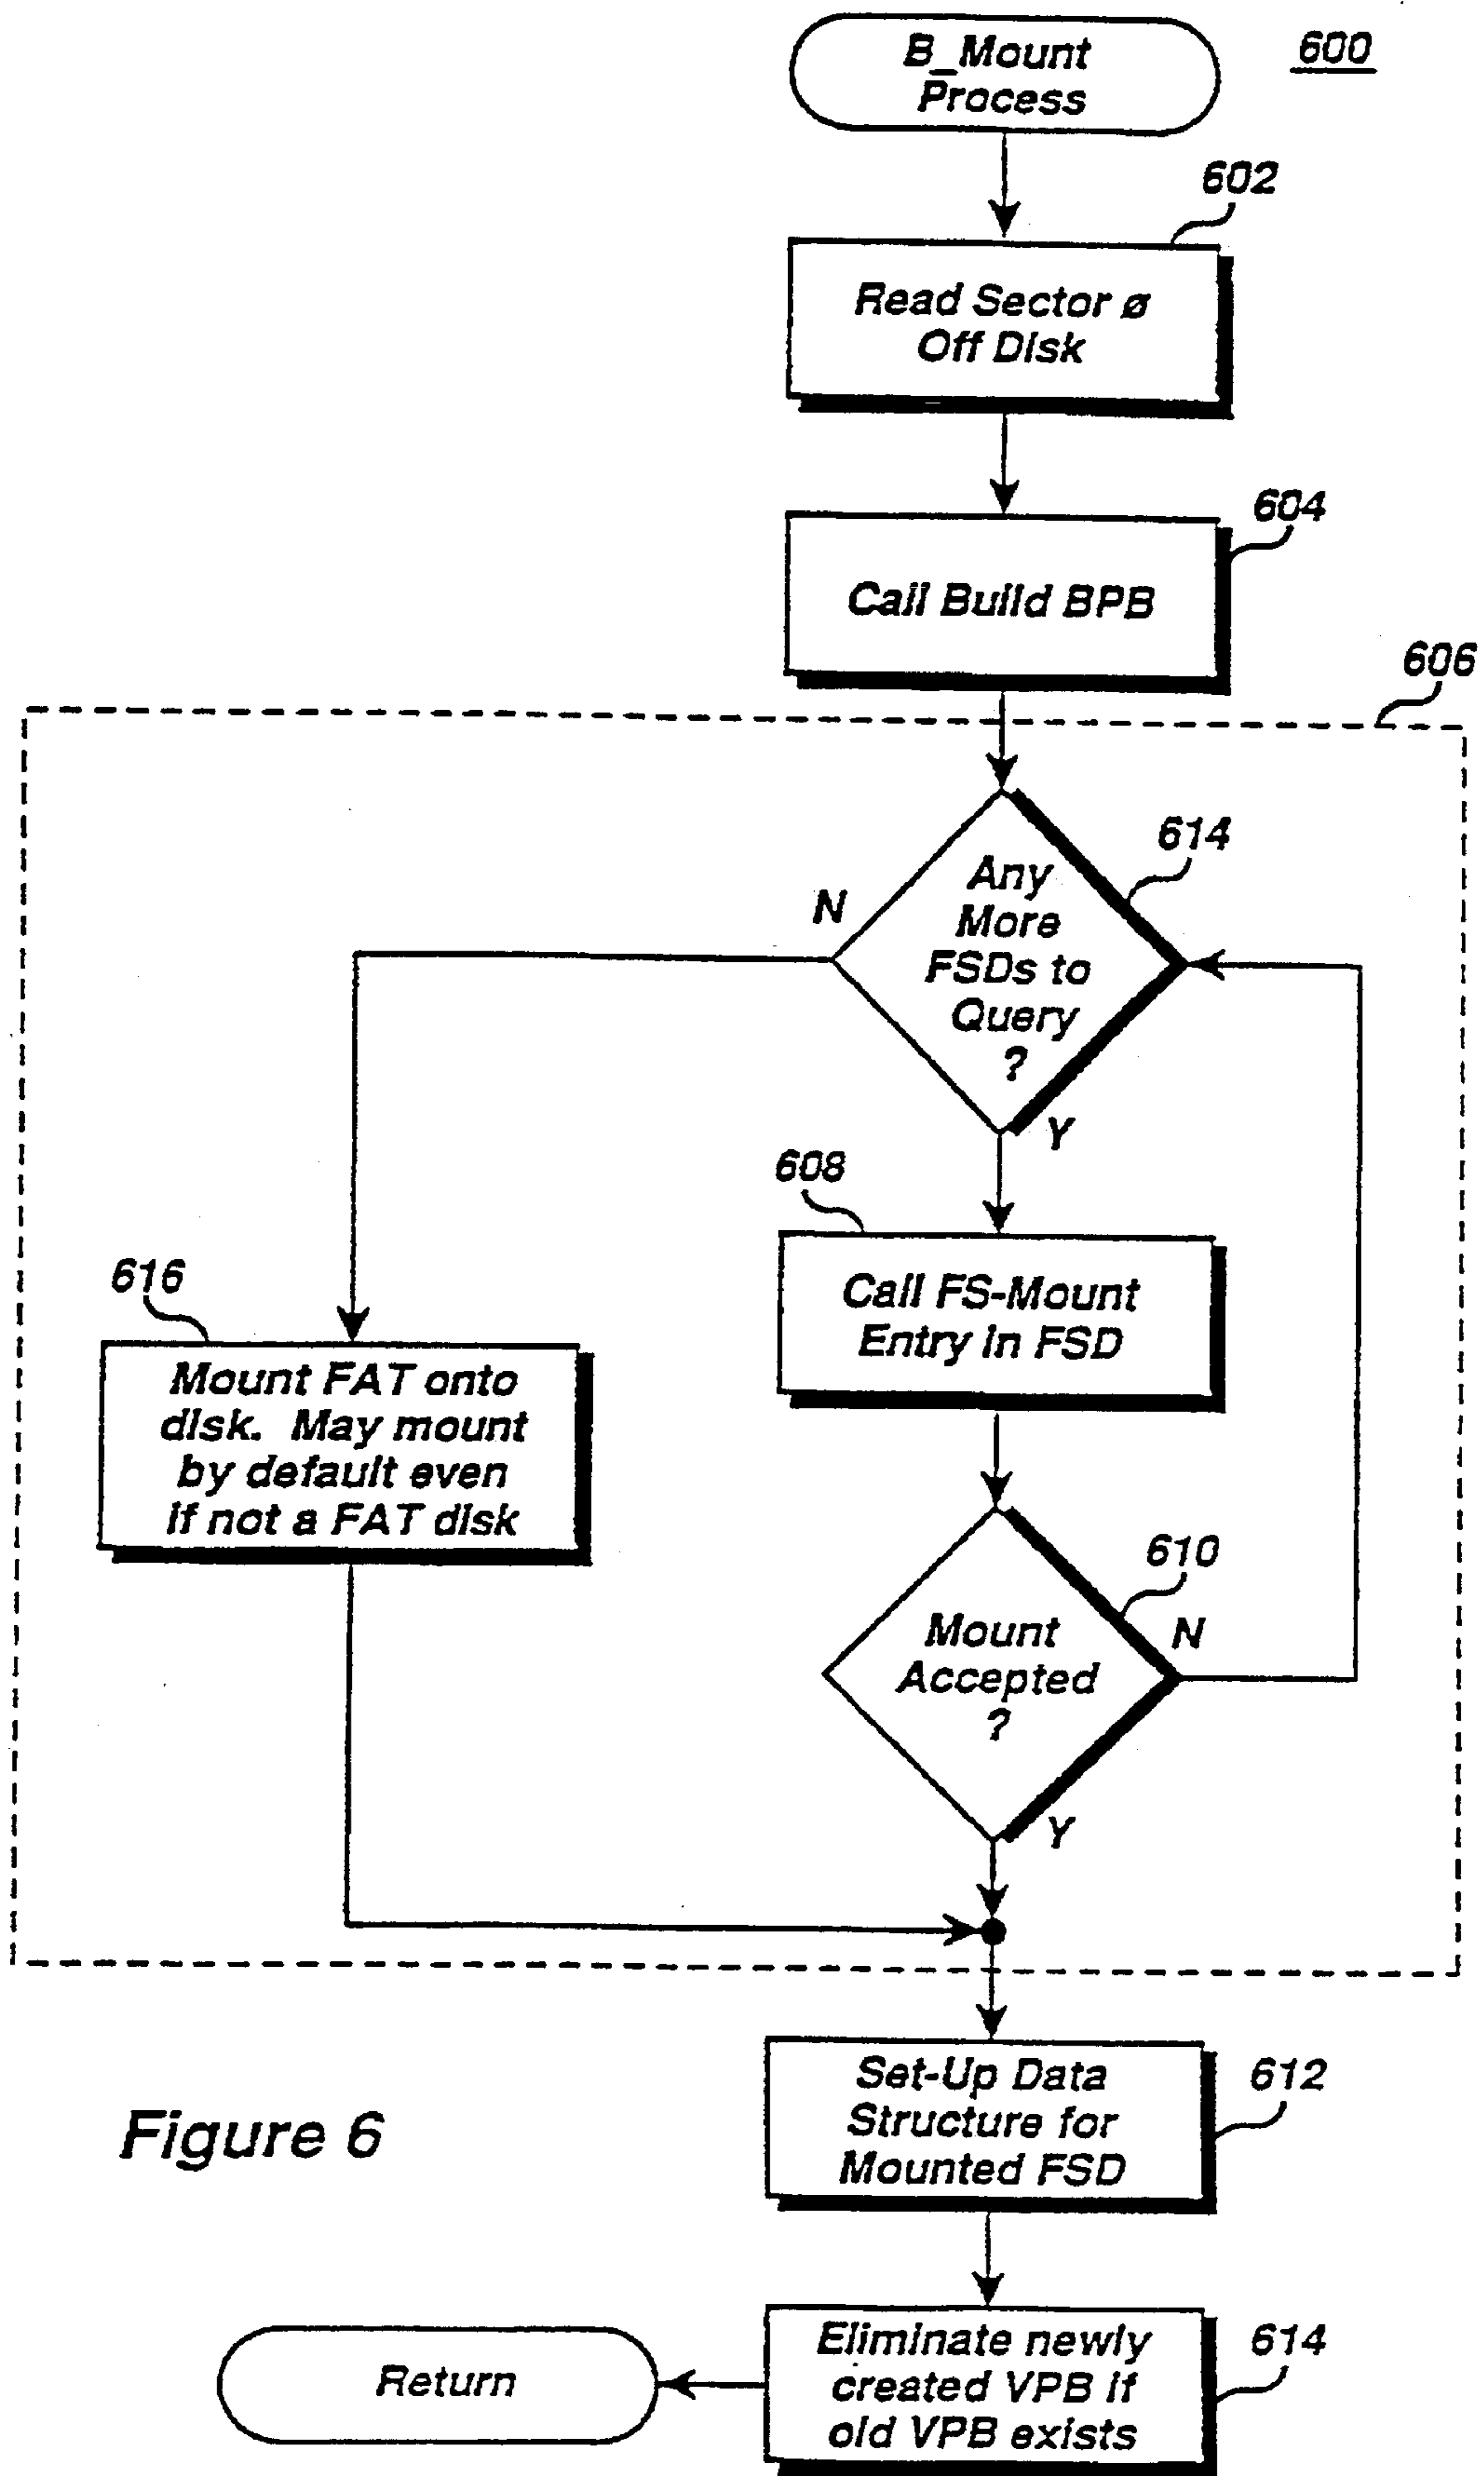 B_Mount
Process
600
602
Read Sector ø
Off Disk
604
Call Build BPB
606
614
Any
More
FSDs to
Query
?
N
Y
608
Call FS-Mount
Entry in FSD
616
Mount FAT onto
disk. May mount
by default even
if not a FAT disk
610
Mount
Accepted
?
N
Y
612
Set-Up Data
Structure for
Mounted FSD
Figure 6
614
Eliminate newly
created VPB if
old VPB exists
Return